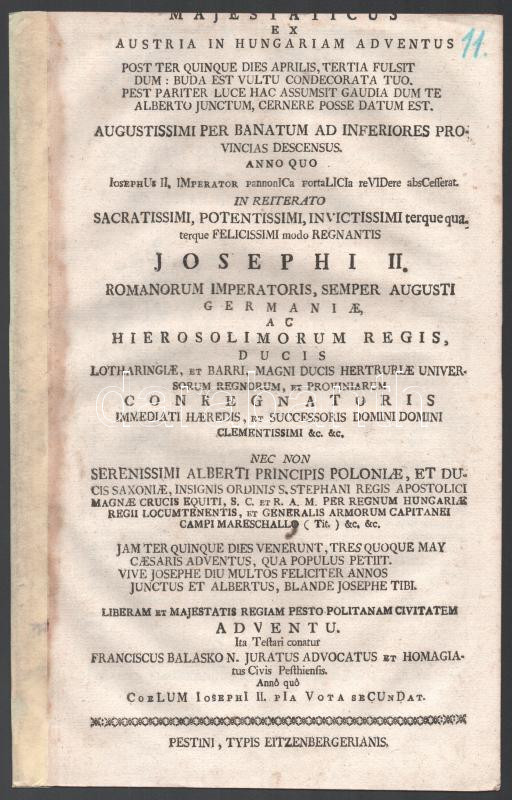 MAJESTATICUS
EX
AUSTRIA IN HUNGARIAM ADVENTUS
11.
POST TER QUINQUE DIES APRILIS, TERTIA FULSIT
DUM : BUDA EST VULTU CONDECORATA TUO.
PEST PARITER LUCE HAC ASSUMSIT GAUDIA DUM TE
ALBERTO JUNCTUM, CERNERE POSSE DATUM EST.
AUGUSTISSIMI PER BANATUM AD INFERIORES PRO-
VINCIAS DESCENSUS.
ANNO QUO
IosepHUs II, IMperator pannonICa FortaLICIa reVIDere absCesserat.
IN REITERATO
SACRATISSIMI, POTENTISSIMI, INVICTISSIMI terque qua-
terque FELICISSIMI modo REGNANTIS
JOSEPHI II.
ROMANORUM IMPERATORIS, SEMPER AUGUSTI
GERMANIÆ,
AC
HIEROSOLIMORUM REGIS,
DUCIS
LOTHARINGIÆ, ET BARRI, MAGNI DUCIS HERTRURIÆ UNIVER-
SORUM REGNORUM, ET PROVINIARUM
CONREGNATORIS
IMMEDIATI HÆREDIS, ET SUCCESSORIS DOMINI DOMINI
CLEMENTISSIMI &c. &c.
NEC NON
SERENISSIMI ALBERTI PRINCIPIS POLONIÆ, ET DU-
CIS SAXONIÆ, INSIGNIS ORDINIS S. STEPHANI REGIS APOSTOLICI
MAGNÆ CRUCIS EQUITI, S. C. ET R. A. M. PER REGNUM HUNGARIÆ
REGII LOCUMTENENTIS, ET GENERALIS ARMORUM CAPITANEI
CAMPI MARESCHALLO ( Tit. ) &c. &c.
JAM TER QUINQUE DIES VENERUNT, TRES QUOQUE MAY
CÆSARIS ADVENTUS, QUA POPULUS PETIIT.
VIVE JOSEPHE DIU MULTOS FELICITER ANNOS
JUNCTUS ET ALBERTUS, BLANDE JOSEPHE TIBI.
LIBERAM ET MAJESTATIS REGIAM PESTO POLITANAM CIVITATEM
ADVENTU.
Ita Testari conatur
FRANCISCUS BALASKO N. JURATUS ADVOCATUS ET HOMAGIA-
tus Civis Pesthiensis.
Annô quô
CoeLUM IosephI II. pIa Vota seCUnDat.
PESTINI, TYPIS EITZENBERGERIANIS.
darabanth